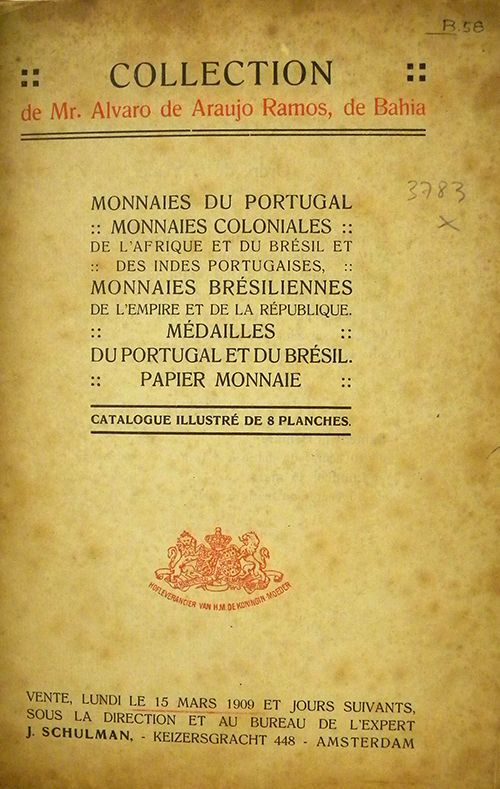 B.58
:: COLLECTION ::
de Mr. Alvaro de Araujo Ramos, de Bahia
3783
x
MONNAIES DU PORTUGAL
:: MONNAIES COLONIALES ::
DE L'AFRIQUE ET DU BRÉSIL ET
:: DES INDES PORTUGAISES, ::
MONNAIES BRÉSILIENNES
DE L'EMPIRE ET DE LA RÉPUBLIQUE.
:: MÉDAILLES ::
DU PORTUGAL ET DU BRÉSIL.
:: PAPIER MONNAIE ::
CATALOGUE ILLUSTRÉ DE 8 PLANCHES.
HOFLEVERANCIER VAN H.M. DE KONINGIN-MOEDER
VENTE, LUNDI LE 15 MARS 1909 ET JOURS SUIVANTS,
SOUS LA DIRECTION ET AU BUREAU DE L'EXPERT
J. SCHULMAN, - KEIZERSGRACHT 448 - AMSTERDAM